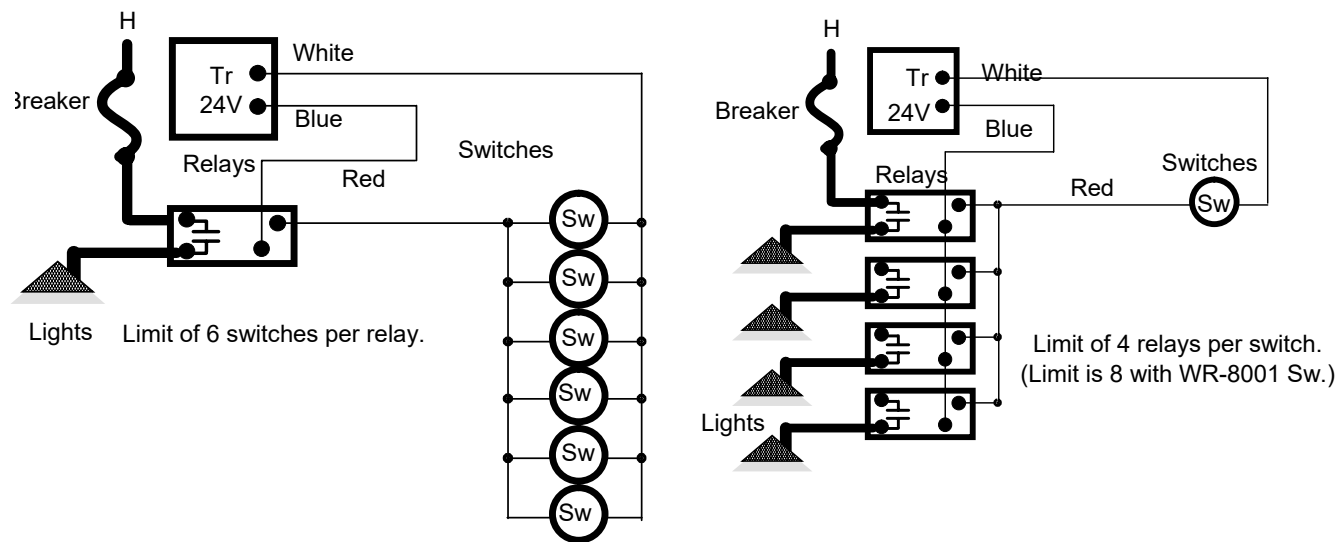 H
White
Tr
Breaker
24V
Blue
Relays
Switches
Red
Sw
Sw
Sw
Sw
Sw
Sw
Lights
Limit of 6 switches per relay.
H
Tr
White
Breaker
24V
Blue
Switches
Relays
Red
Sw
Limit of 4 relays per switch.
(Limit is 8 with WR-8001 Sw.)
Lights